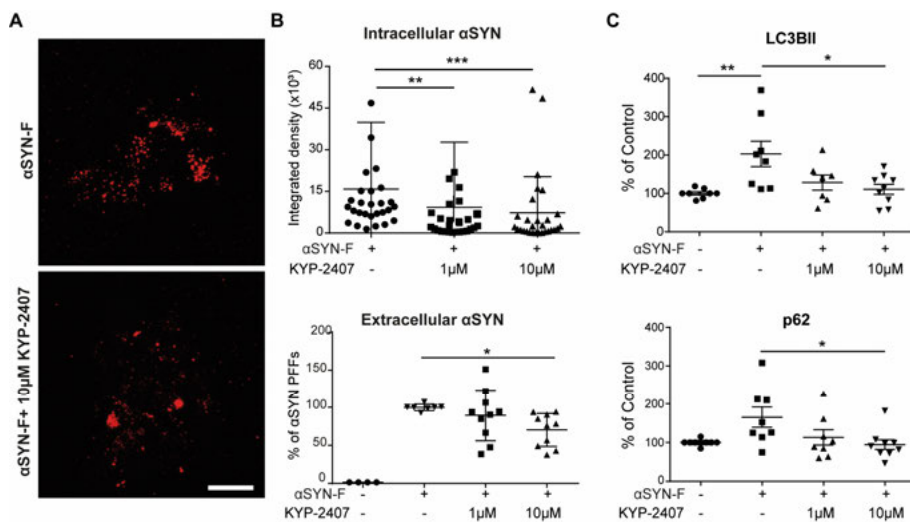 A
αSYN-F
αSYN-F+ 10μM KYP-2407
B
Intracellular αSYN
Integrated density (x10³)
60
45
30
15
0
**
***
αSYN-F + + +
KYP-2407 - 1μM 10μM
Extracellular αSYN
% of αSYN PFFs
200
150
100
50
0
*
αSYN-F - + + +
KYP-2407 - - 1μM 10μM
C
LC3BII
% of Control
400
300
200
100
0
**
*
αSYN-F - + + +
KYP-2407 - - 1μM 10μM
p62
% of Control
400
300
200
100
0
*
αSYN-F - + + +
KYP-2407 - - 1μM 10μM